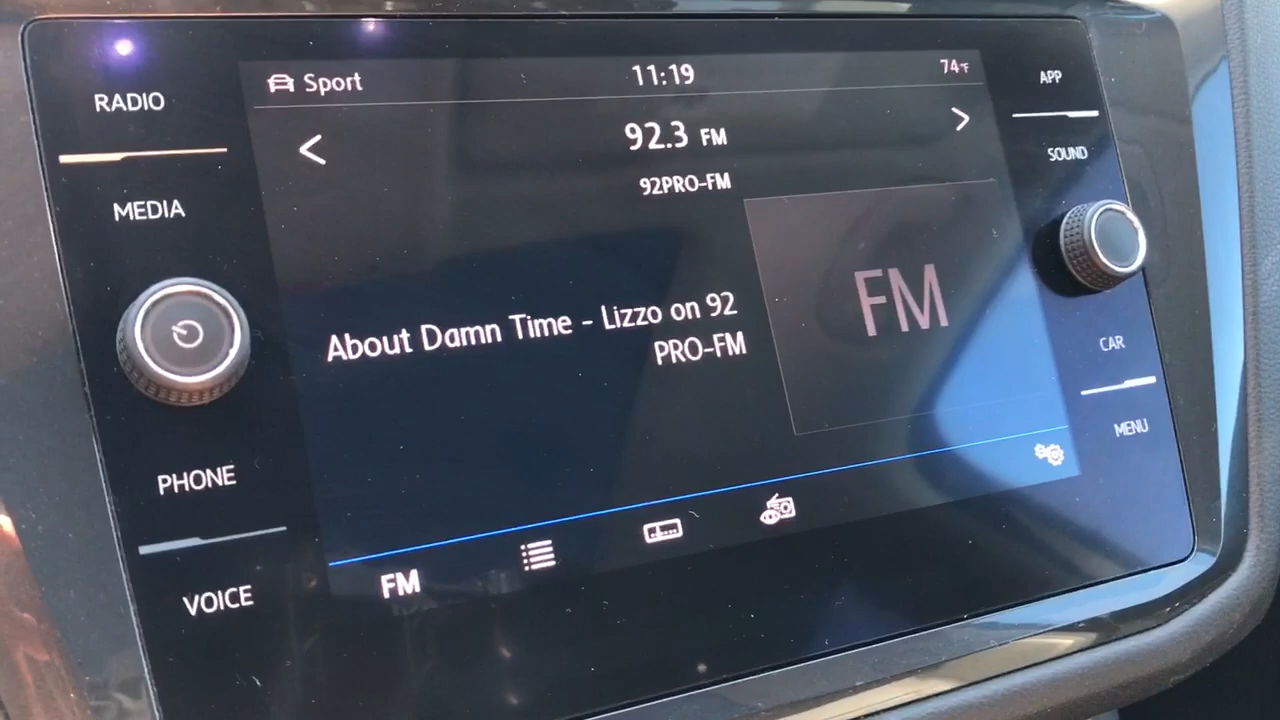 RADIO
MEDIA
PHONE
VOICE
Sport
11:19
74°F
92.3 FM
92PRO-FM
About Damn Time - Lizzo on 92
PRO-FM
FM
FM
APP
SOUND
CAR
MENU